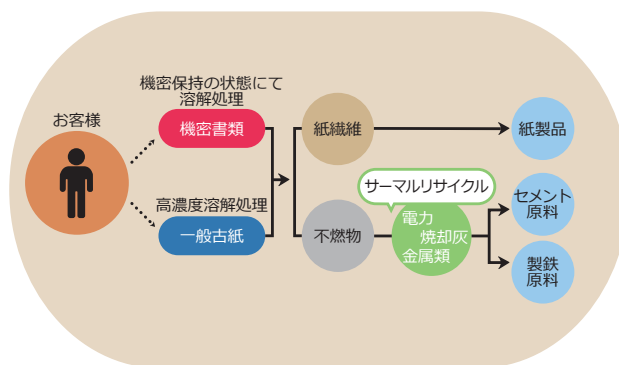 お客様
機密保持の状態にて
溶解処理
機密書類
高濃度溶解処理
一般古紙
紙繊維
不燃物
サーマルリサイクル
電力
焼却灰
金属類
紙製品
セメント
原料
製鉄
原料